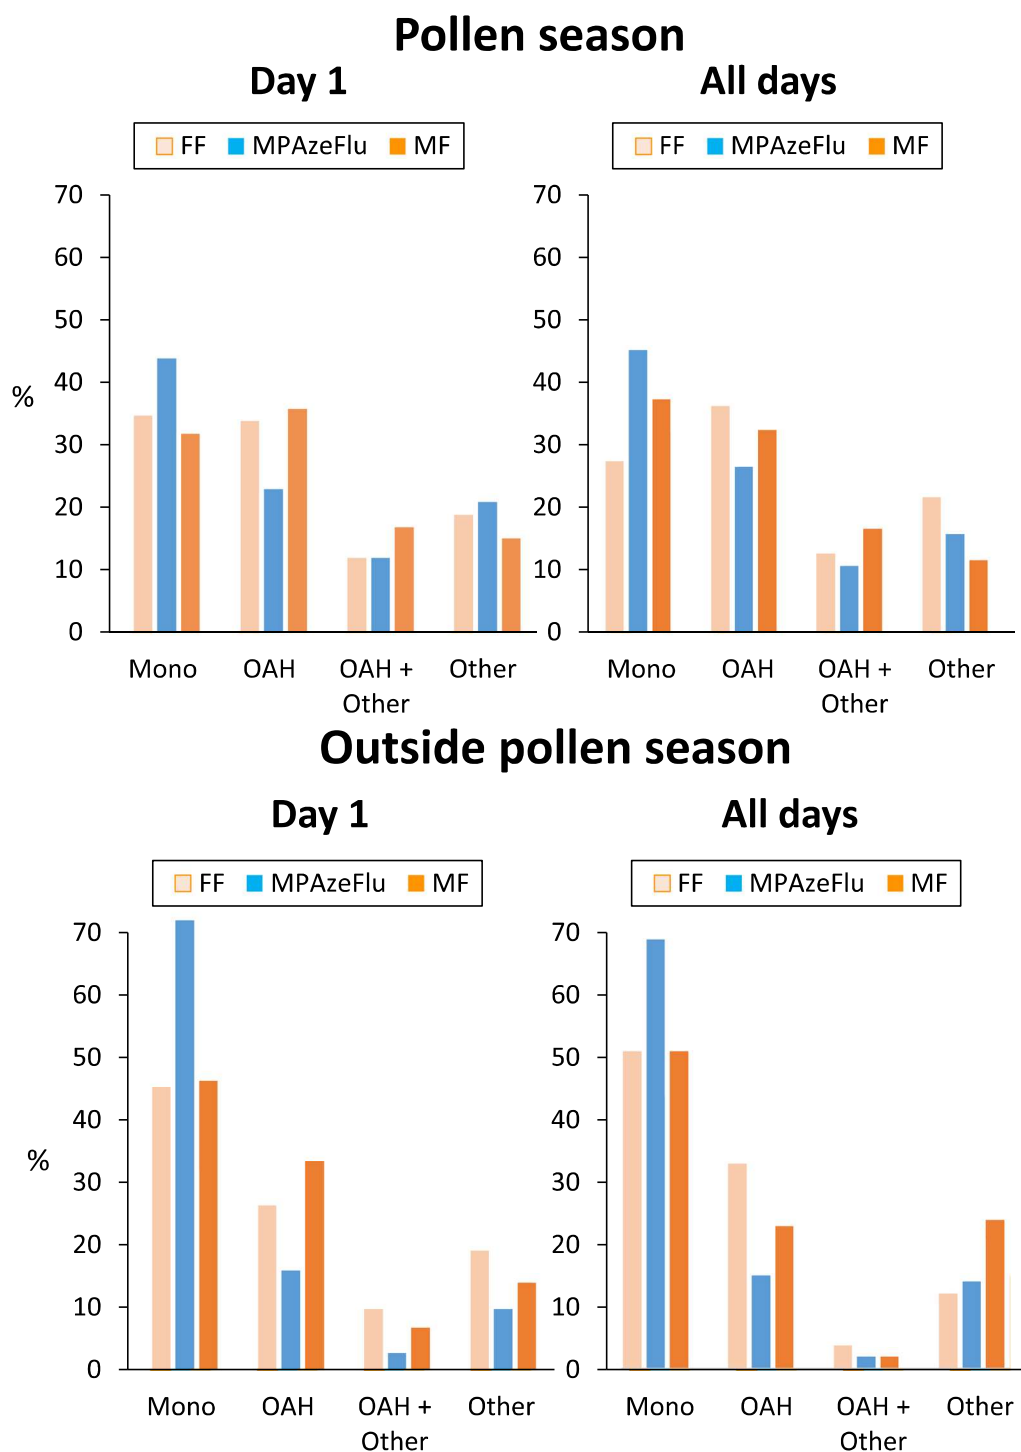 Pollen season
Day 1
All days
FF MPAzeFlu MF
FF MPAzeFlu MF
70
60
50
40
30
20
10
0
%
Mono OAH OAH + Other Other
70
60
50
40
30
20
10
0
Mono OAH OAH + Other Other
Outside pollen season
Day 1
All days
FF MPAzeFlu MF
FF MPAzeFlu MF
70
60
50
40
30
20
10
0
%
Mono OAH OAH + Other Other
70
60
50
40
30
20
10
0
Mono OAH OAH + Other Other